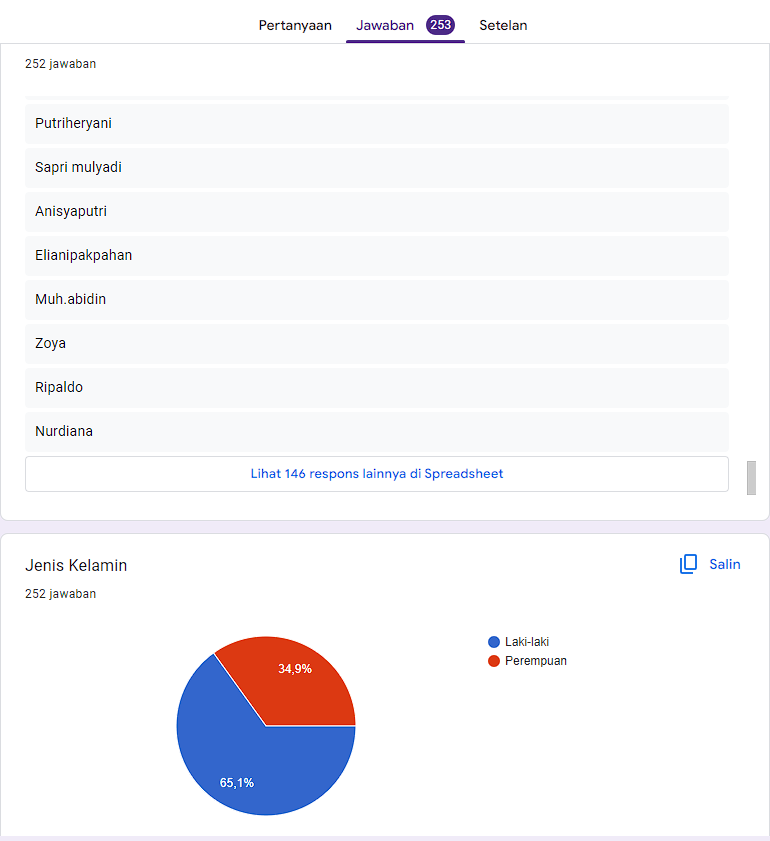 Pertanyaan Jawaban 253 Setelan
252 jawaban
Putriheryani
Sapri mulyadi
Anisyaputri
Elianipakpahan
Muh.abidin
Zoya
Ripaldo
Nurdiana
Lihat 146 respons lainnya di Spreadsheet
Jenis Kelamin
Salin
252 jawaban
Laki-laki
Perempuan
34,9%
65,1%